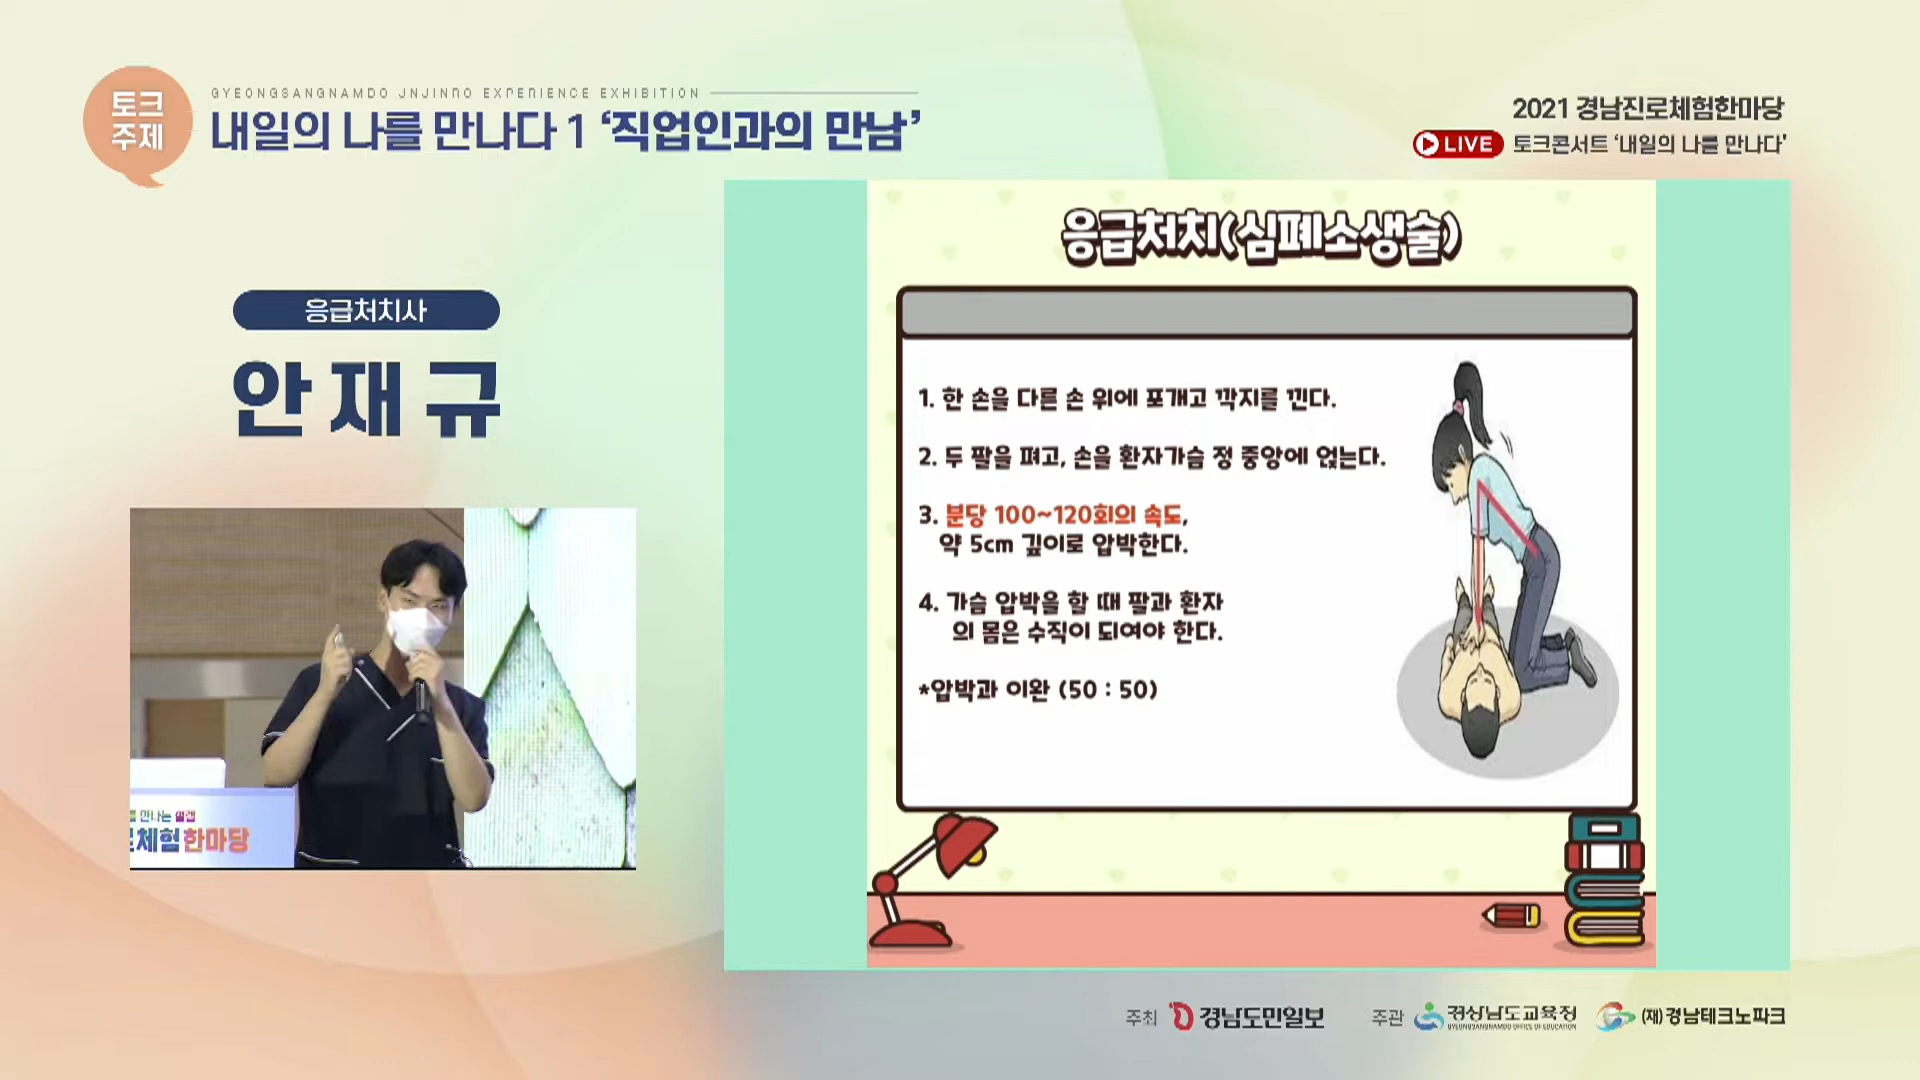 토크
주제
GYEONGSANGNAMDO JNJINRO EXPERIENCE EXHIBITION
내일의 나를 만나다 1 ‘직업인과의 만남’
2021 경남진로체험한마당
LIVE 토크콘서트 ‘내일의 나를 만나다’
응급처치사
안재규
응급처치(심폐소생술)
1. 한 손을 다른 손 위에 포개고 깍지를 낀다.
2. 두 팔을 펴고, 손을 환자가슴 정 중앙에 얹는다.
3. 분당 100~120회의 속도,
약 5cm 깊이로 압박한다.
4. 가슴 압박을 할 때 팔과 환자
의 몸은 수직이 되여야 한다.
*압박과 이완 (50 : 50)
를 만나는
체험한마당
주최 경남도민일보 주관 경상남도교육청 (재)경남테크노파크
GYEONGSANGNAMDO OFFICE OF EDUCATION